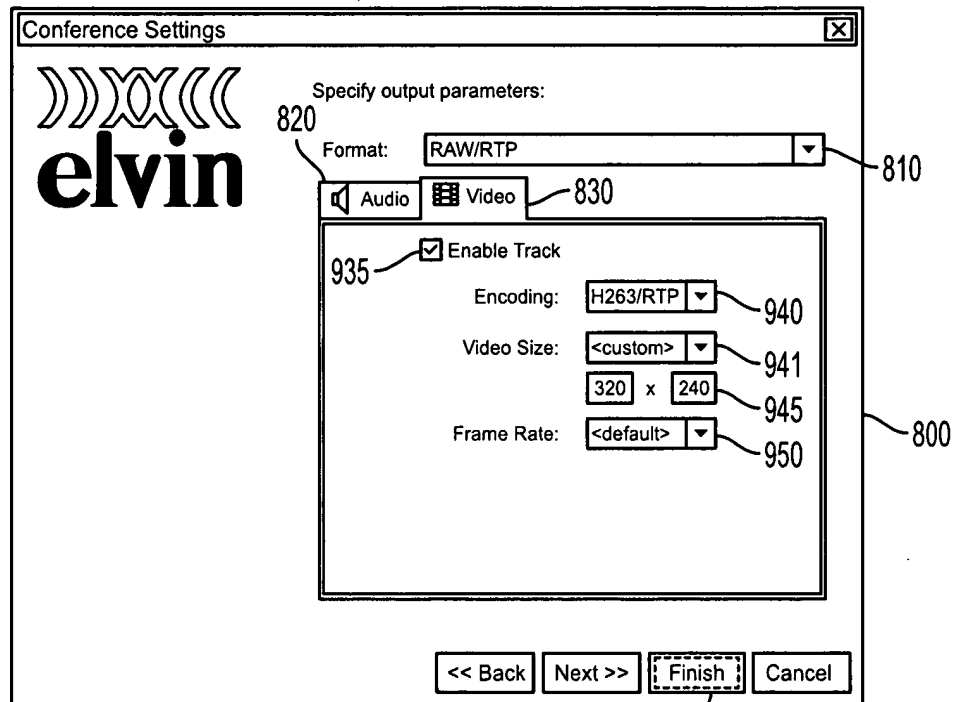 Conference Settings
elvin
Specify output parameters:
820
Format: RAW/RTP
810
Audio Video 830
935 Enable Track
Encoding: H263/RTP 940
Video Size: <custom> 941
320 x 240 945
Frame Rate: <default> 950
800
<< Back Next >> Finish Cancel